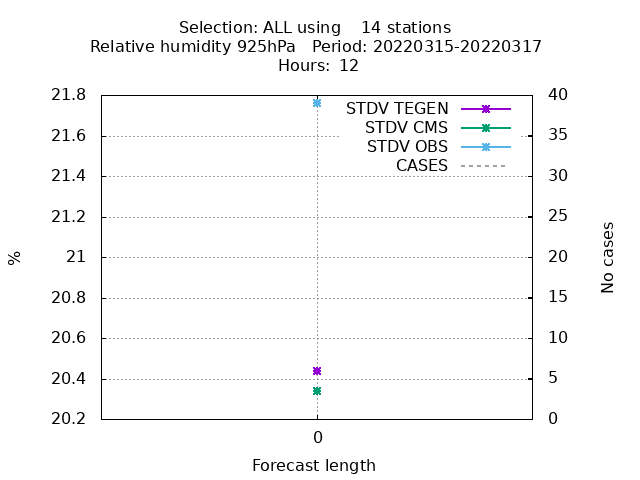 Selection: ALL using    14 stations
Relative humidity 925hPa   Period: 20220315-20220317
Hours:  12
STDV TEGEN
STDV CMS
STDV OBS
CASES
21.8
21.6
21.4
21.2
21
20.8
20.6
20.4
20.2
%
40
35
30
25
20
15
10
5
0
No cases
0
Forecast length